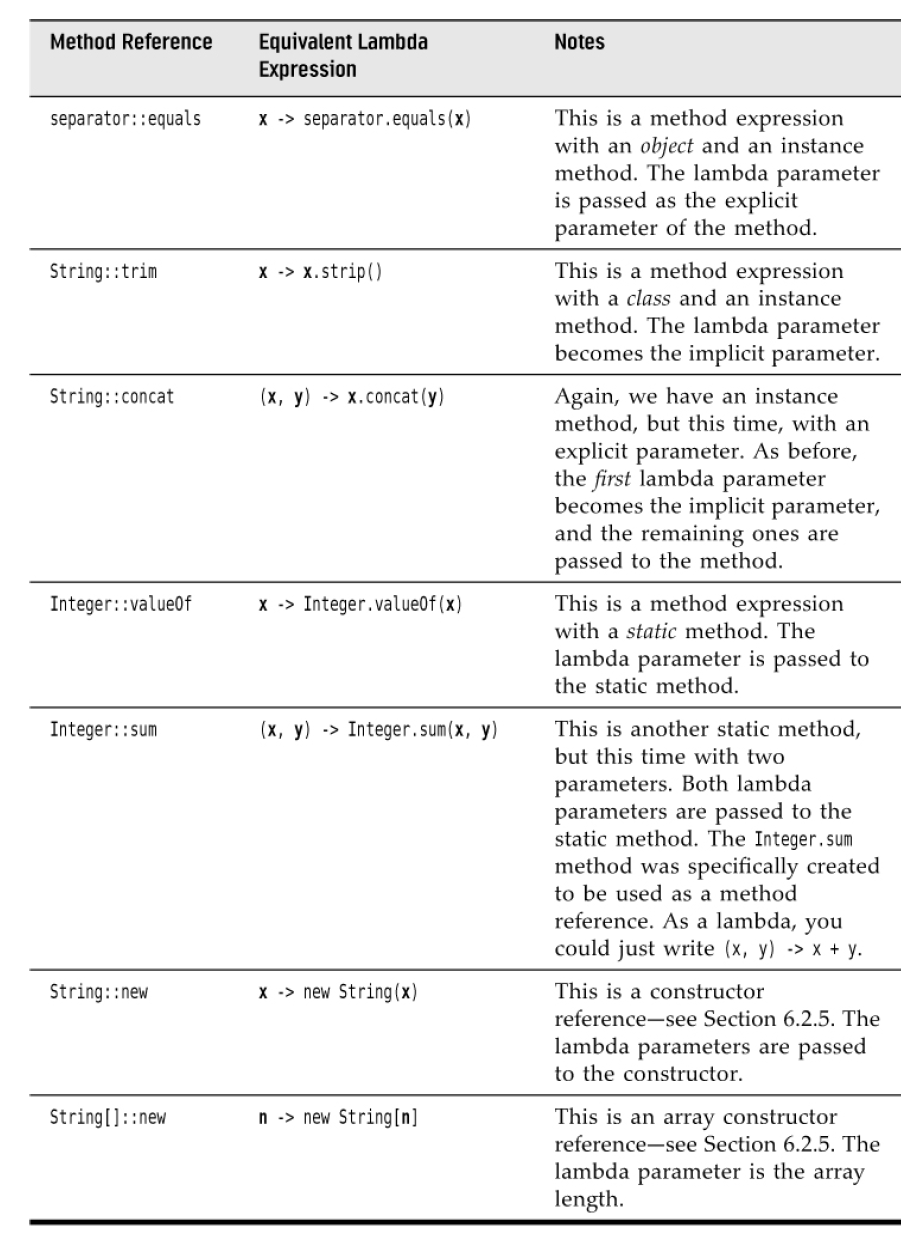 Method Reference Equivalent Lambda Notes
Expression
separator::equals x -> separator.equals(x) This is a method expression
with an object and an instance
method. The lambda parameter
is passed as the explicit
parameter of the method.
String::trim x -> x.strip() This is a method expression
with a class and an instance
method. The lambda parameter
becomes the implicit parameter.
String::concat (x, y) -> x.concat(y) Again, we have an instance
method, but this time, with an
explicit parameter. As before,
the first lambda parameter
becomes the implicit parameter,
and the remaining ones are
passed to the method.
Integer::valueOf x -> Integer.valueOf(x) This is a method expression
with a static method. The
lambda parameter is passed to
the static method.
Integer::sum (x, y) -> Integer.sum(x, y) This is another static method,
but this time with two
parameters. Both lambda
parameters are passed to the
static method. The Integer.sum
method was specifically created
to be used as a method
reference. As a lambda, you
could just write (x, y) -> x + y.
String::new x -> new String(x) This is a constructor
reference—see Section 6.2.5. The
lambda parameters are passed
to the constructor.
String[]::new n -> new String[n] This is an array constructor
reference—see Section 6.2.5. The
lambda parameter is the array
length.